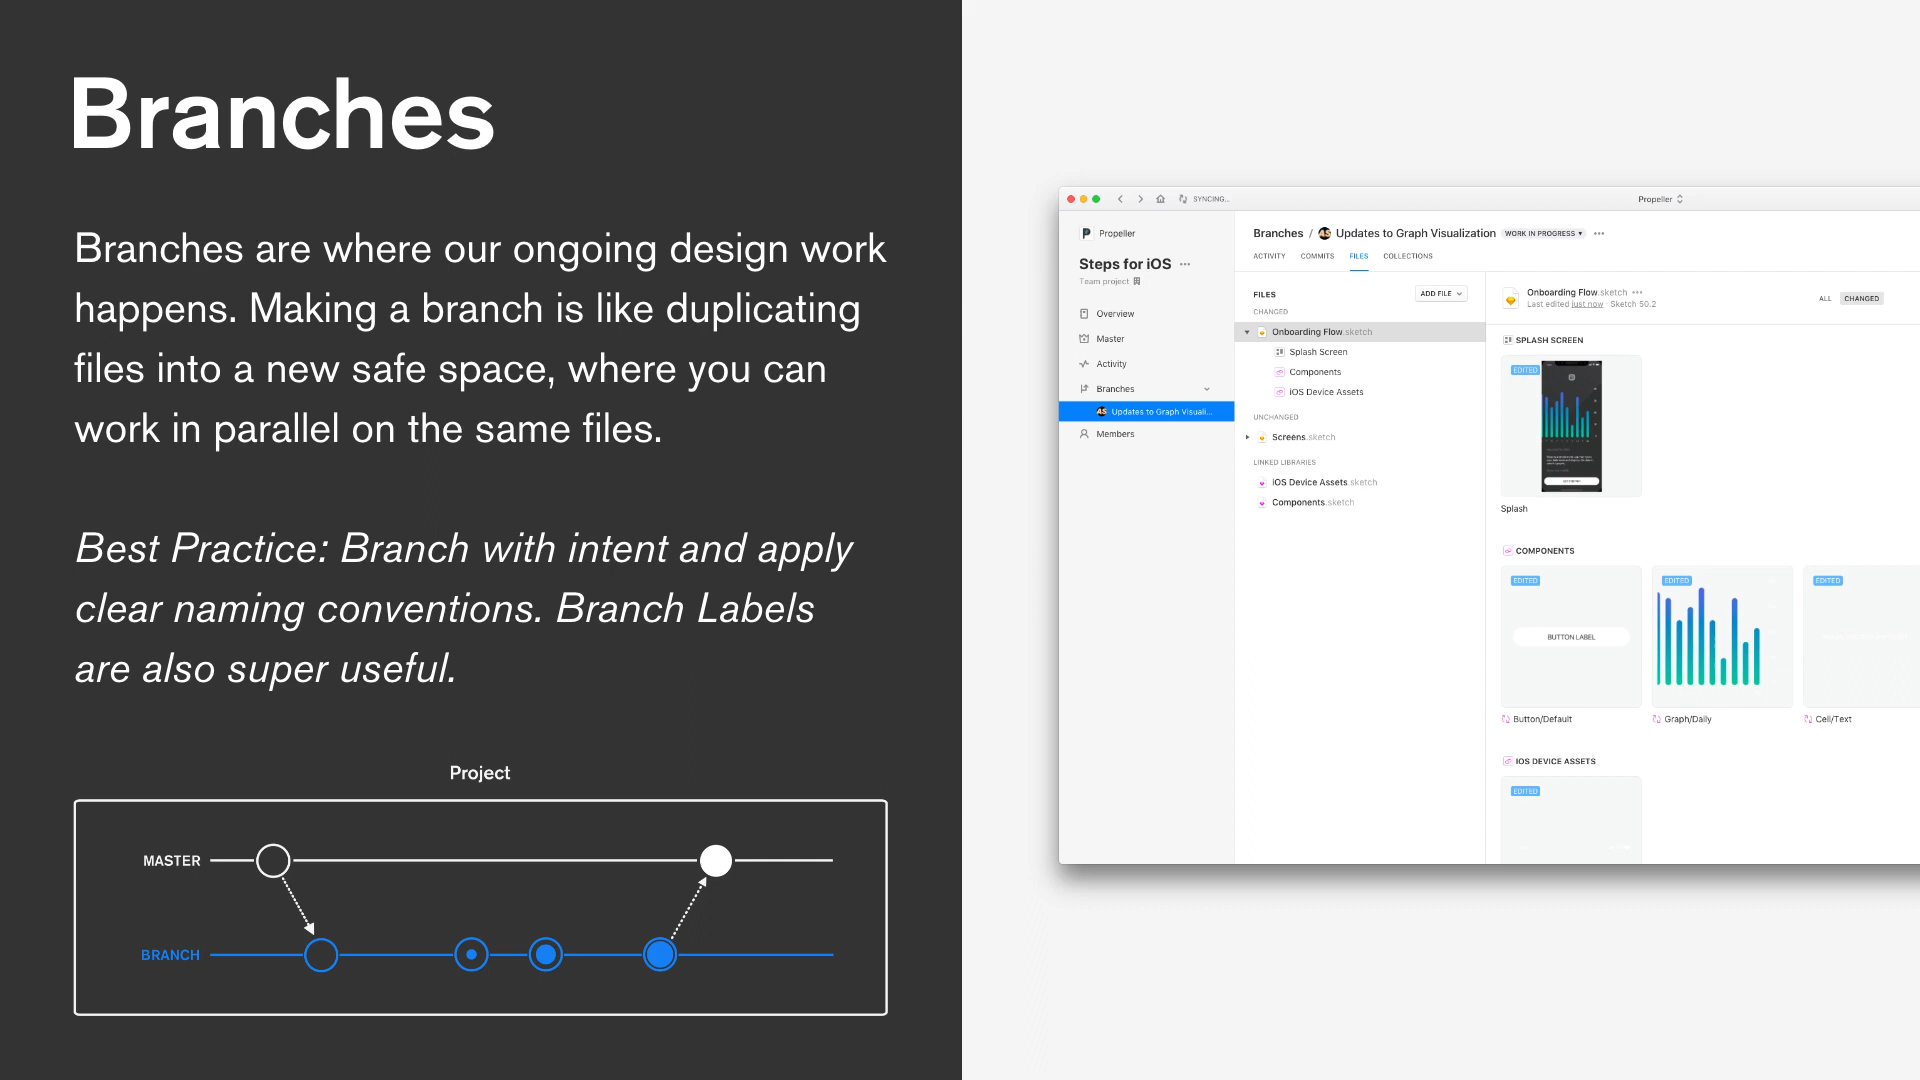 Branches
Branches are where our ongoing design work
happens. Making a branch is like duplicating
files into a new safe space, where you can
work in parallel on the same files.
Best Practice: Branch with intent and apply
clear naming conventions. Branch Labels
are also super useful.
Project
MASTER
BRANCH
SYNCING...
Propeller
Propeller
Steps for iOS
Team project
Overview
Master
Activity
Branches
Updates to Graph Visuali...
Members
Branches / Updates to Graph Visualization WORK IN PROGRESS
ACTIVITY COMMITS FILES COLLECTIONS
FILES ADD FILE
CHANGED
Onboarding Flow.sketch
Splash Screen
Components
iOS Device Assets
UNCHANGED
Screens.sketch
LINKED LIBRARIES
iOS Device Assets.sketch
Components.sketch
Onboarding Flow.sketch
Last edited just now · Sketch 50.2
ALL CHANGED
SPLASH SCREEN
EDITED
Splash
COMPONENTS
EDITED EDITED EDITED
BUTTON LABEL
Button/Default Graph/Daily Cell/Text
IOS DEVICE ASSETS
EDITED